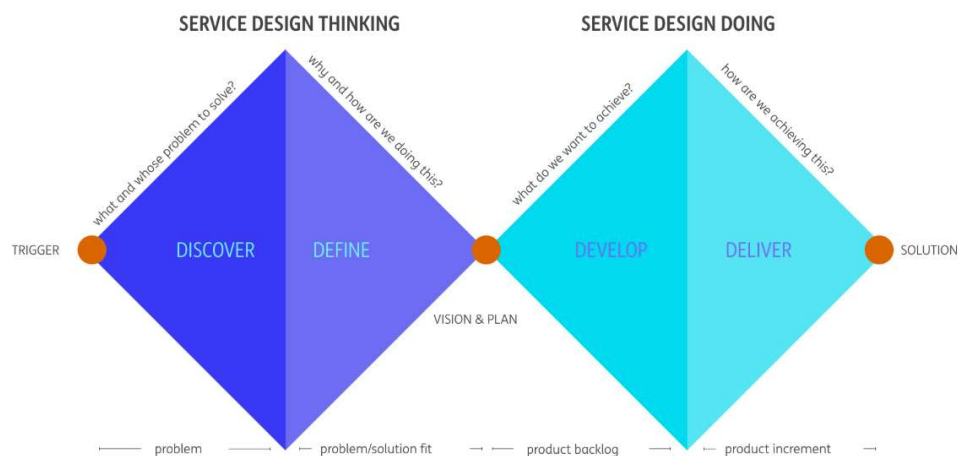 SERVICE DESIGN THINKING
SERVICE DESIGN DOING
what and whose problem to solve?
why and how are we doing this?
what do we want to achieve?
how are we achieving this?
TRIGGER
DISCOVER
DEFINE
DEVELOP
DELIVER
SOLUTION
VISION & PLAN
problem
problem/solution fit
product backlog
product increment